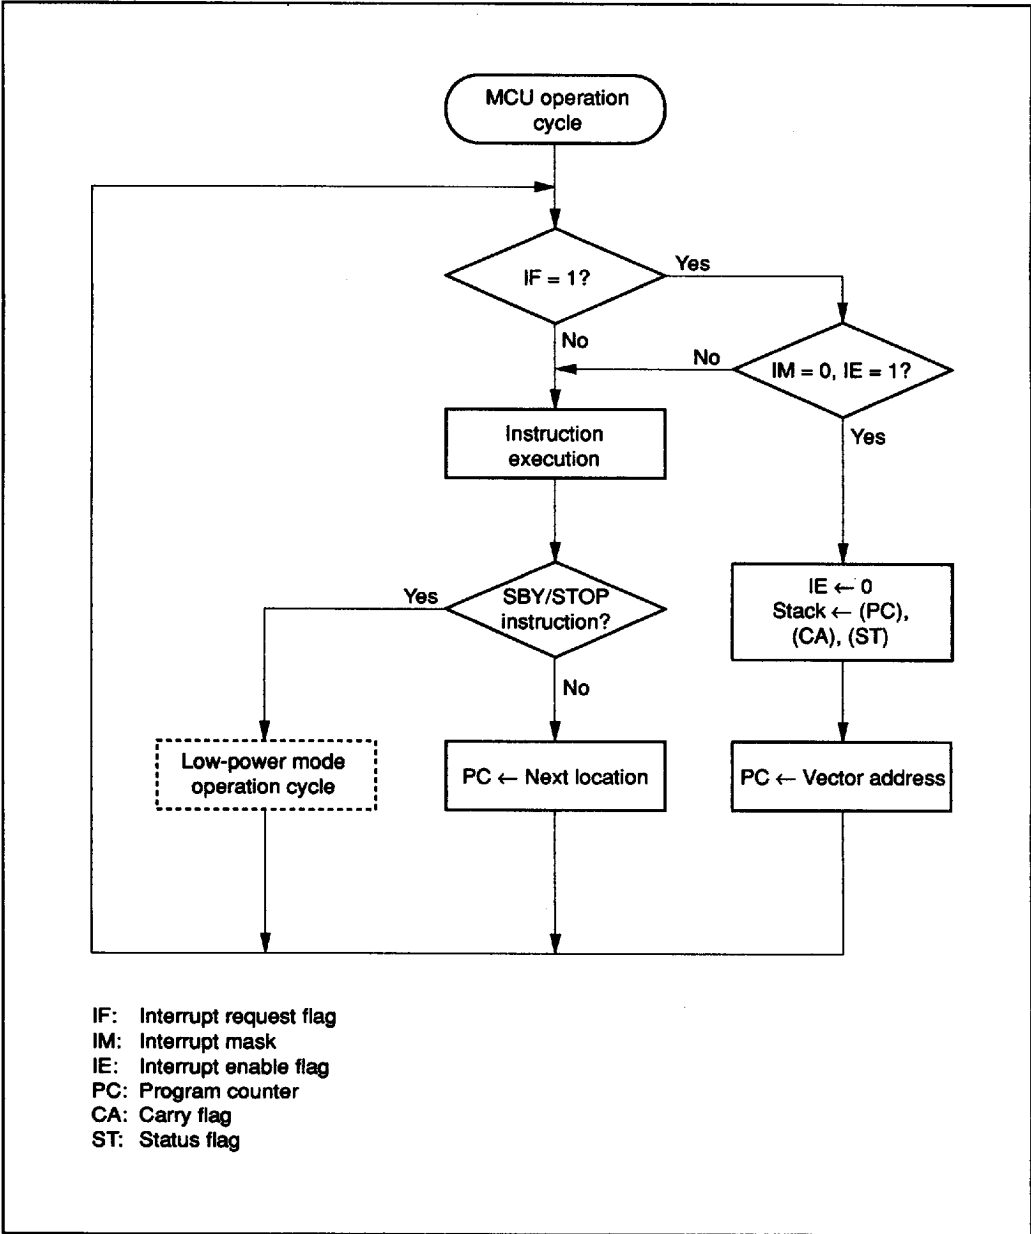 MCU operation
cycle
IF = 1?
Yes
No
IM = 0, IE = 1?
No
Yes
Instruction
execution
SBY/STOP
instruction?
Yes
No
IE ← 0
Stack ← (PC),
(CA), (ST)
Low-power mode
operation cycle
PC ← Next location
PC ← Vector address
IF: Interrupt request flag
IM: Interrupt mask
IE: Interrupt enable flag
PC: Program counter
CA: Carry flag
ST: Status flag